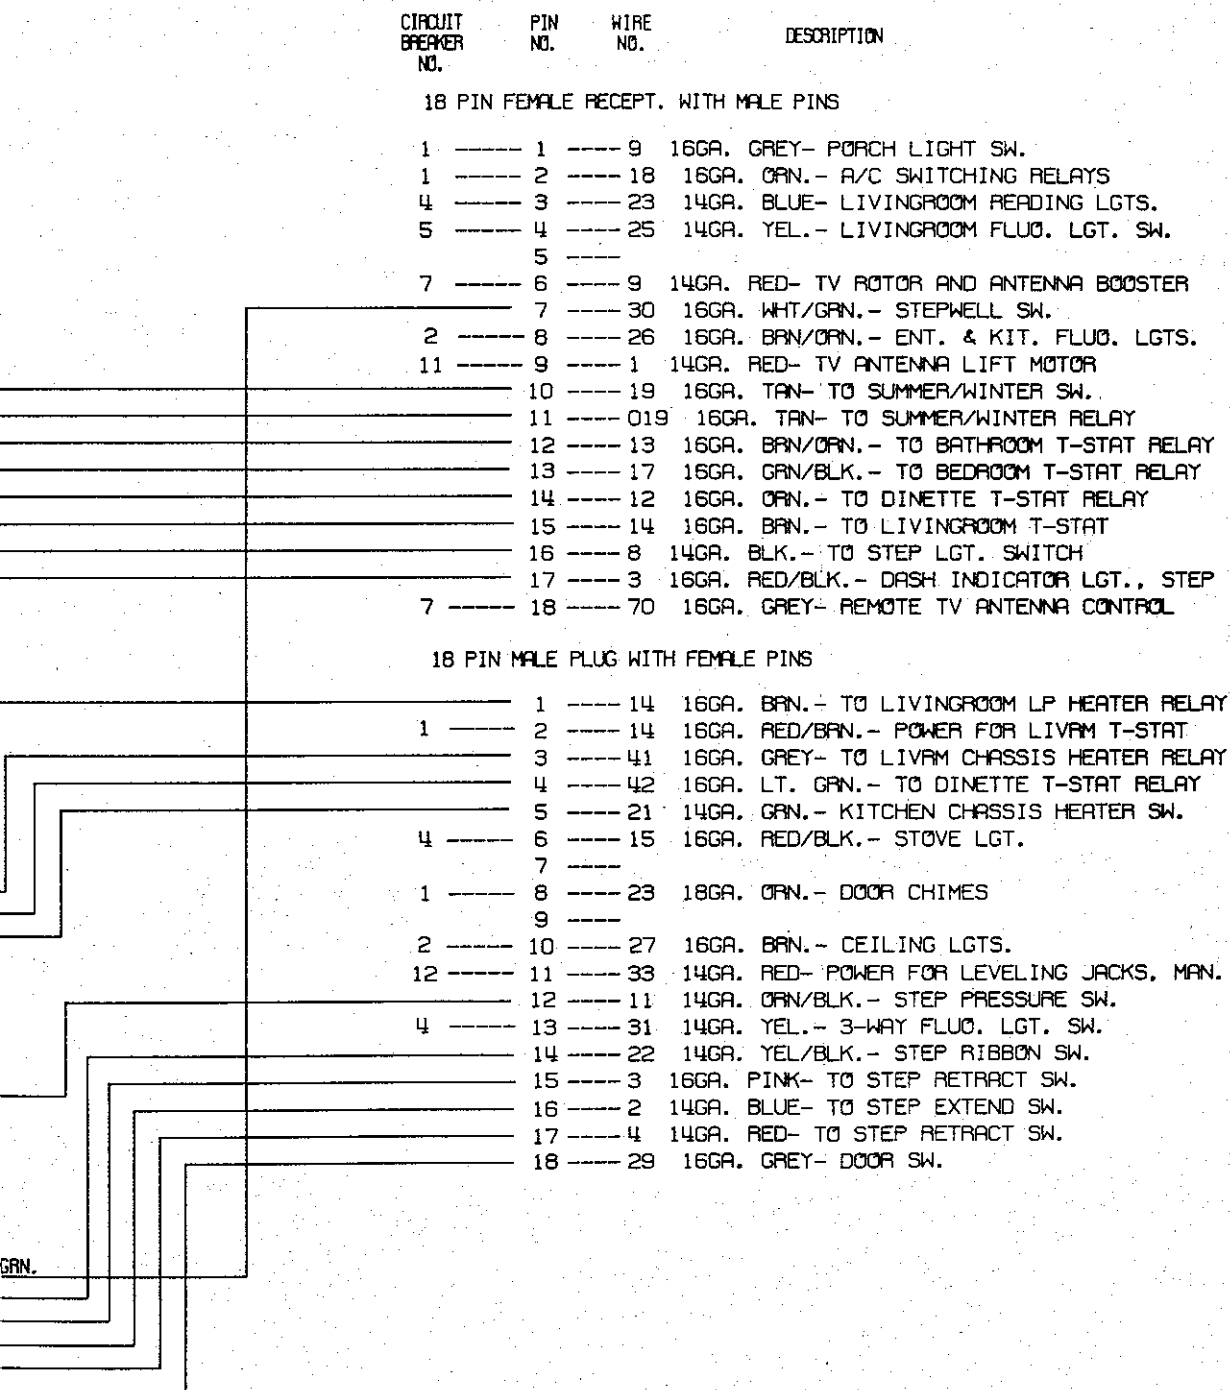 CIRCUIT BREAKER NO. PIN NO. WIRE NO. DESCRIPTION
18 PIN FEMALE RECEPT. WITH MALE PINS
1 ----- 1 ---- 9 16GA. GREY- PORCH LIGHT SW.
1 ----- 2 ---- 18 16GA. ORN.- A/C SWITCHING RELAYS
4 ----- 3 ---- 23 14GA. BLUE- LIVINGROOM READING LGTS.
5 ----- 4 ---- 25 14GA. YEL.- LIVINGROOM FLUO. LGT. SW.
5 ----
7 ----- 6 ---- 9 14GA. RED- TV ROTOR AND ANTENNA BOOSTER
7 ---- 30 16GA. WHT/GRN.- STEPWELL SW.
2 ----- 8 ---- 26 16GA. BRN/ORN.- ENT. & KIT. FLUO. LGTS.
11 ----- 9 ---- 1 14GA. RED- TV ANTENNA LIFT MOTOR
10 ---- 19 16GA. TAN- TO SUMMER/WINTER SW.
11 ---- 019 16GA. TAN- TO SUMMER/WINTER RELAY
12 ---- 13 16GA. BRN/ORN.- TO BATHROOM T-STAT RELAY
13 ---- 17 16GA. GRN/BLK.- TO BEDROOM T-STAT RELAY
14 ---- 12 16GA. ORN.- TO DINETTE T-STAT RELAY
15 ---- 14 16GA. BRN.- TO LIVINGROOM T-STAT
16 ---- 8 14GA. BLK.- TO STEP LGT. SWITCH
17 ---- 3 16GA. RED/BLK.- DASH INDICATOR LGT., STEP
7 ----- 18 ---- 70 16GA. GREY- REMOTE TV ANTENNA CONTROL
18 PIN MALE PLUG WITH FEMALE PINS
1 ---- 14 16GA. BRN.- TO LIVINGROOM LP HEATER RELAY
1 ----- 2 ---- 14 16GA. RED/BRN.- POWER FOR LIVRM T-STAT
3 ---- 41 16GA. GREY- TO LIVRM CHASSIS HEATER RELAY
4 ---- 42 16GA. LT. GRN.- TO DINETTE T-STAT RELAY
5 ---- 21 14GA. GRN.- KITCHEN CHASSIS HEATER SW.
4 ----- 6 ---- 15 16GA. RED/BLK.- STOVE LGT.
7 ----
1 ----- 8 ---- 23 18GA. ORN.- DOOR CHIMES
9 ----
2 ----- 10 ---- 27 16GA. BRN.- CEILING LGTS.
12 ----- 11 ---- 33 14GA. RED- POWER FOR LEVELING JACKS, MAN.
12 ---- 11 14GA. ORN/BLK.- STEP PRESSURE SW.
4 ----- 13 ---- 31 14GA. YEL.- 3-WAY FLUO. LGT. SW.
14 ---- 22 14GA. YEL/BLK.- STEP RIBBON SW.
15 ---- 3 16GA. PINK- TO STEP RETRACT SW.
16 ---- 2 14GA. BLUE- TO STEP EXTEND SW.
17 ---- 4 14GA. RED- TO STEP RETRACT SW.
18 ---- 29 16GA. GREY- DOOR SW.
GRN.